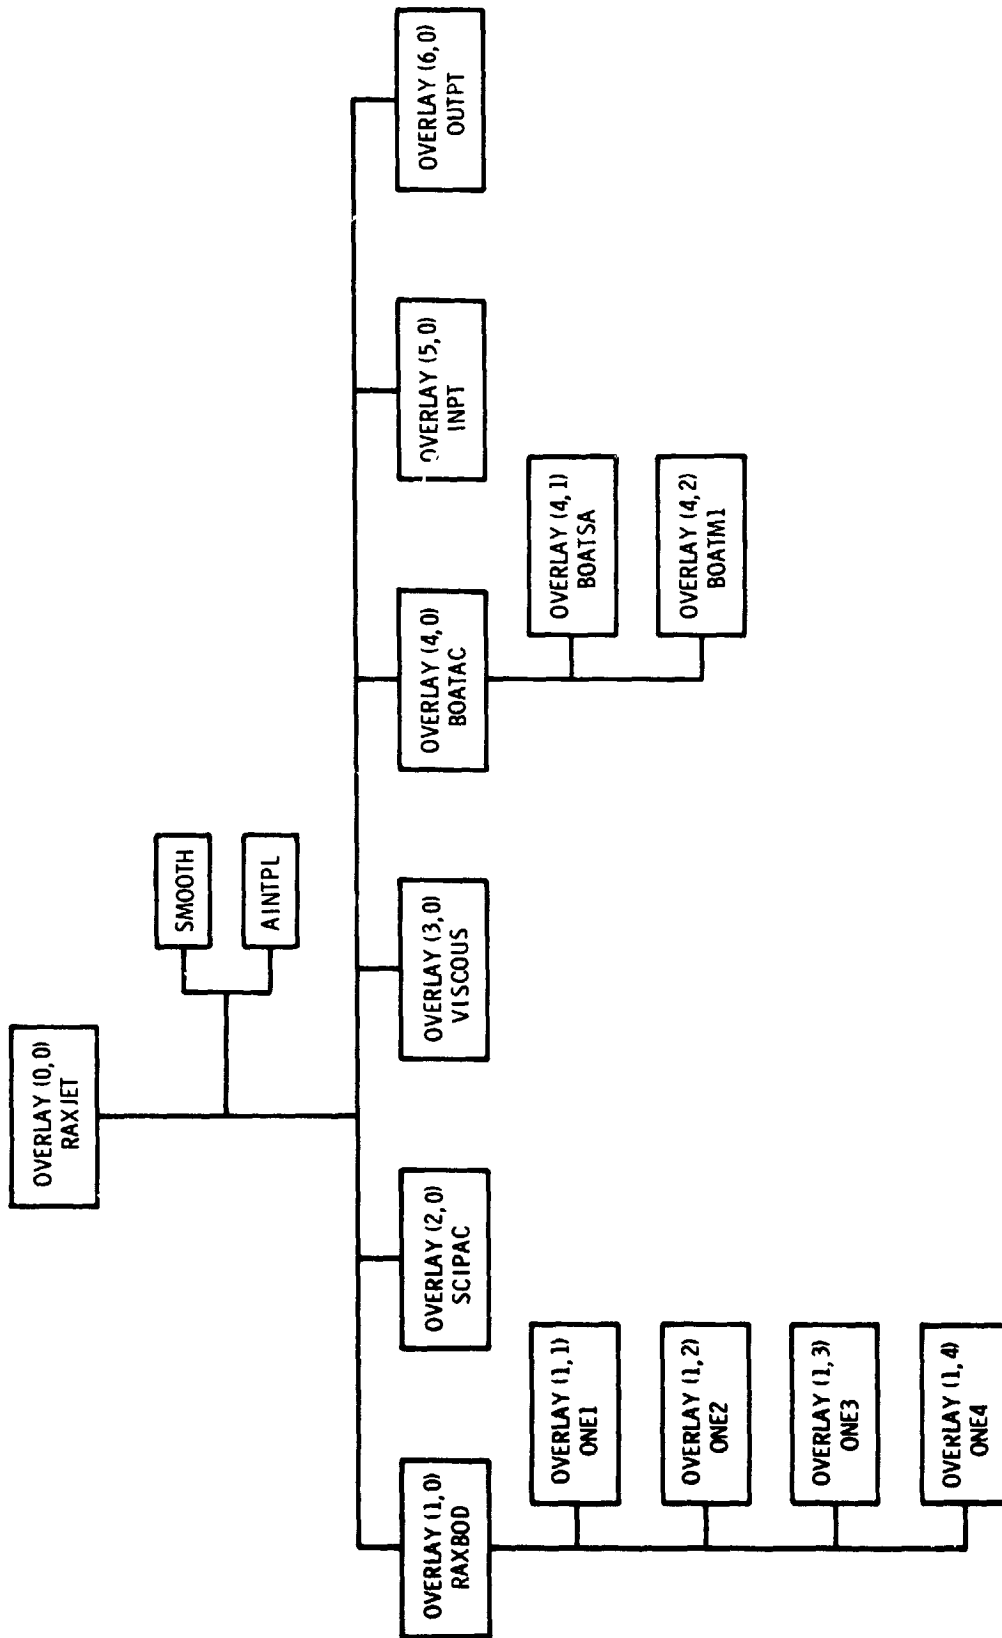 OVERLAY (0,0)
RAXJET
SMOOTH
AINTPL
OVERLAY (1,0)
RAXBOD
OVERLAY (2,0)
SCIPAC
OVERLAY (3,0)
VISCOUS
OVERLAY (4,0)
BOATAC
OVERLAY (5,0)
INPT
OVERLAY (6,0)
OUTPT
OVERLAY (1,1)
ONE1
OVERLAY (1,2)
ONE2
OVERLAY (1,3)
ONE3
OVERLAY (1,4)
ONE4
OVERLAY (4,1)
BOATSA
OVERLAY (4,2)
BOATM1